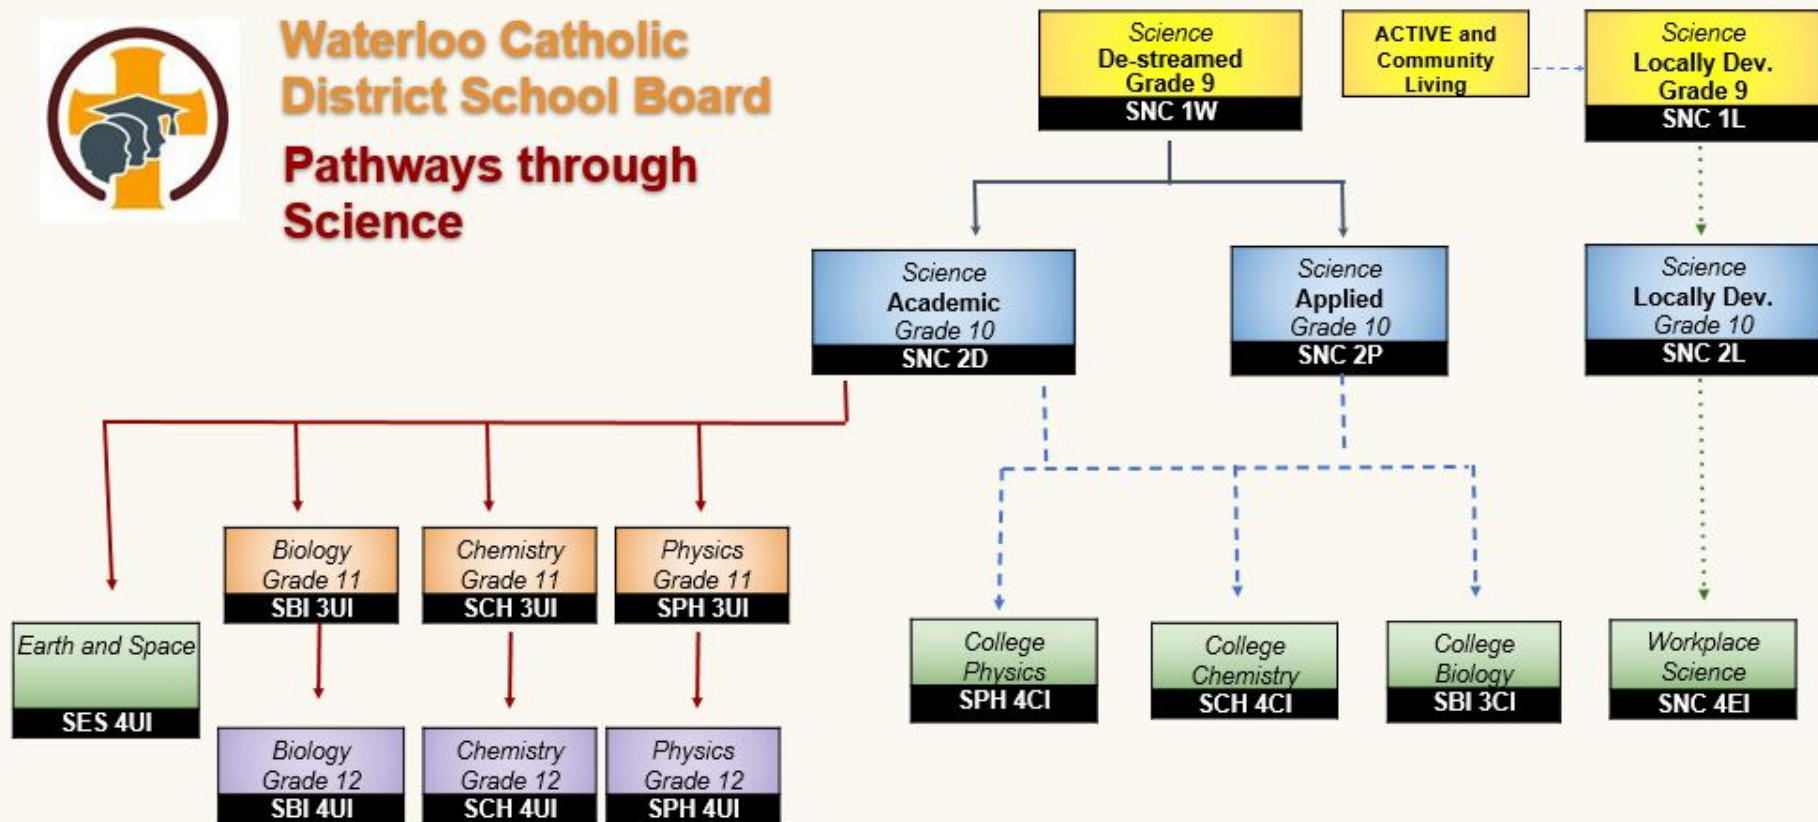 Waterloo Catholic
District School Board
Pathways through
Science
Science
De-streamed
Grade 9
SNC 1W
ACTIVE and
Community
Living
Science
Locally Dev.
Grade 9
SNC 1L
Science
Academic
Grade 10
SNC 2D
Science
Applied
Grade 10
SNC 2P
Science
Locally Dev.
Grade 10
SNC 2L
Earth and Space
SES 4UI
Biology
Grade 11
SBI 3UI
Chemistry
Grade 11
SCH 3UI
Physics
Grade 11
SPH 3UI
College
Physics
SPH 4CI
College
Chemistry
SCH 4CI
College
Biology
SBI 3CI
Workplace
Science
SNC 4EI
Biology
Grade 12
SBI 4UI
Chemistry
Grade 12
SCH 4UI
Physics
Grade 12
SPH 4UI